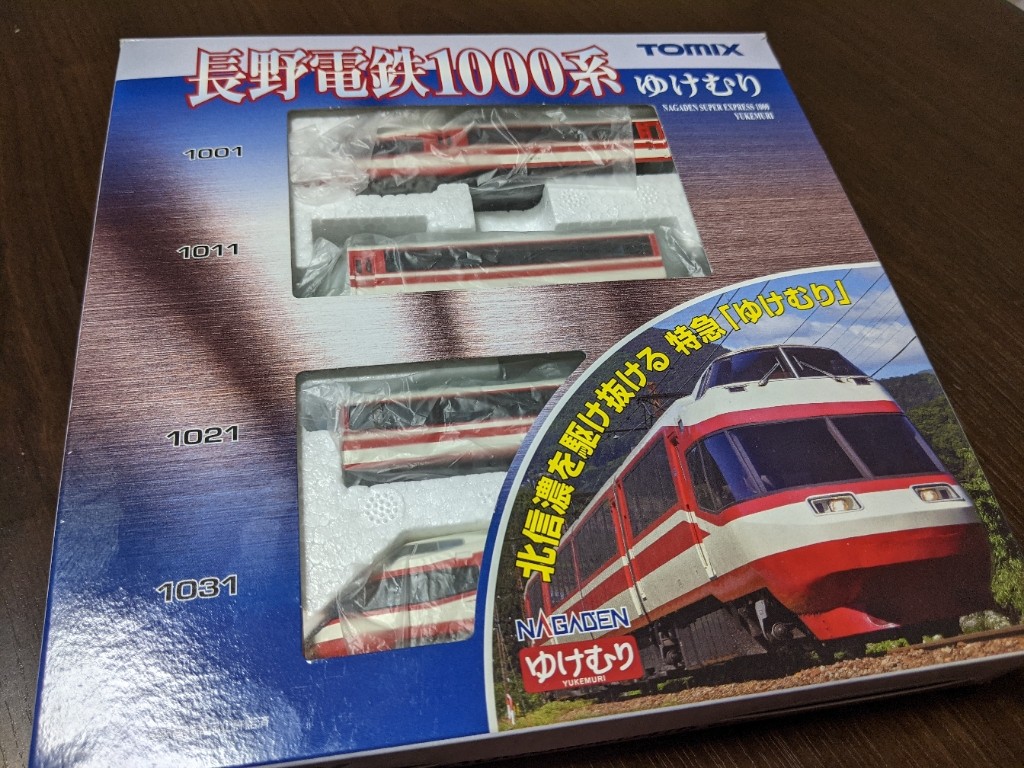 長野電鉄1000系
TOMIX
ゆけむり
NAGADEN SUPER EXPRESS 1000
YUKEMURI
1001
1011
1021
1031
北信濃を駆け抜ける 特急「ゆけむり」
NAGADEN
ゆけむり
YUKEMURI